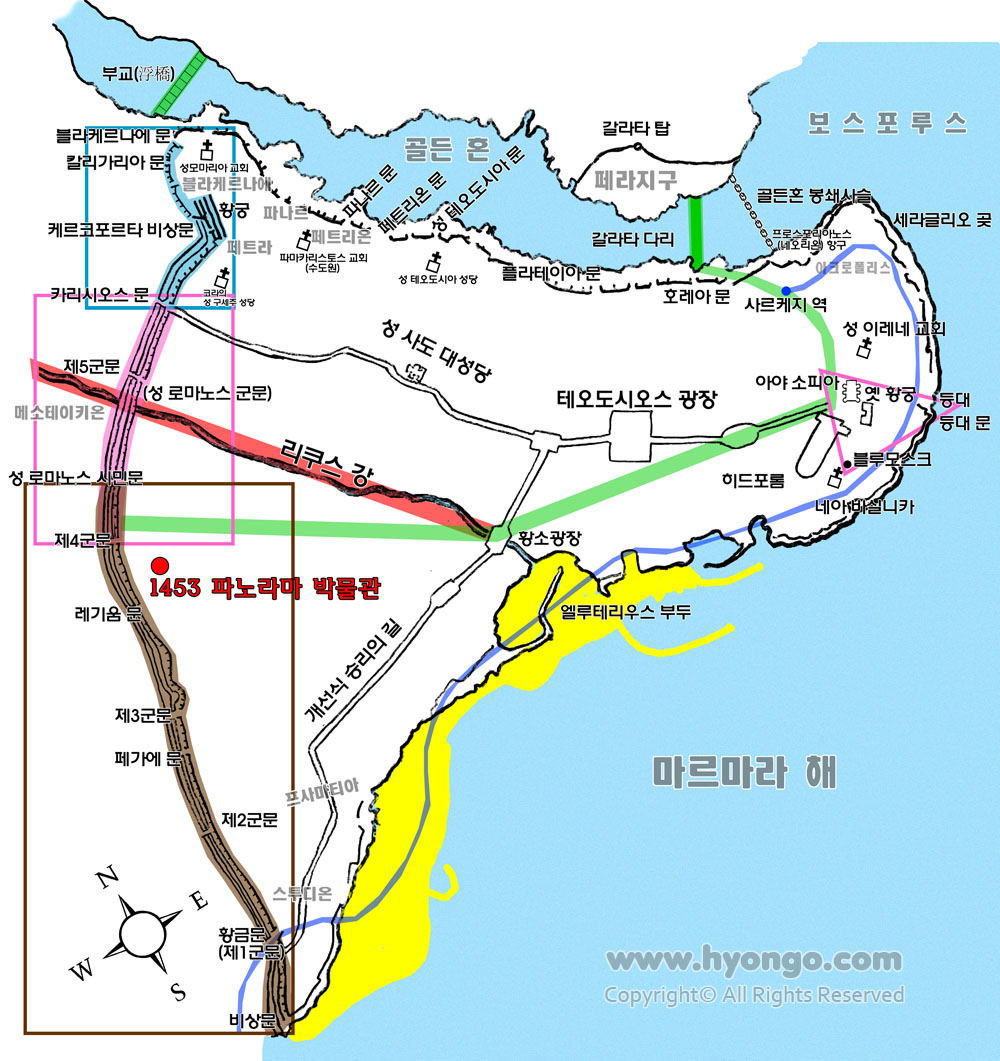 부교(浮橋)
블라케르나에 문
칼리가리아 문
성모마리아 교회
블라케르나에
황궁
케르코포르타 비상문
페트라
코라의
성 구세주 성당
카리시오스 문
파나르
파나르 문
페트리온
페트리온 문
파마카리스토스 교회
(수도원)
성 테오도시아 문
성 테오도시아 성당
골든 혼
플라테이아 문
갈라타 탑
페라지구
갈라타 다리
호레아 문
보 스 포 루 스
골든혼 봉쇄사슬
세라글리오 곶
프로스포리아노스
(네오리온) 항구
아크로폴리스
사르케지 역
성 이레네 교회
아야 소피아
옛 황궁
등대
등대 문
블루모스크
히드포롬
네아 바실니카
성 사도 대성당
테오도시오스 광장
제5군문
(성 로마노스 군문)
메소테이키온
리쿠스 강
성 로마노스 시민문
제4군문
황소광장
1453 파노라마 박물관
레기움 문
엘루테리우스 부두
개선식 승리의 길
제3군문
페가에 문
마르마라 해
프사마티아
제2군문
스투디온
N
E
W
S
황금문
(제1군문)
비상문
www.hyongo.com
Copyright© All Rights Reserved